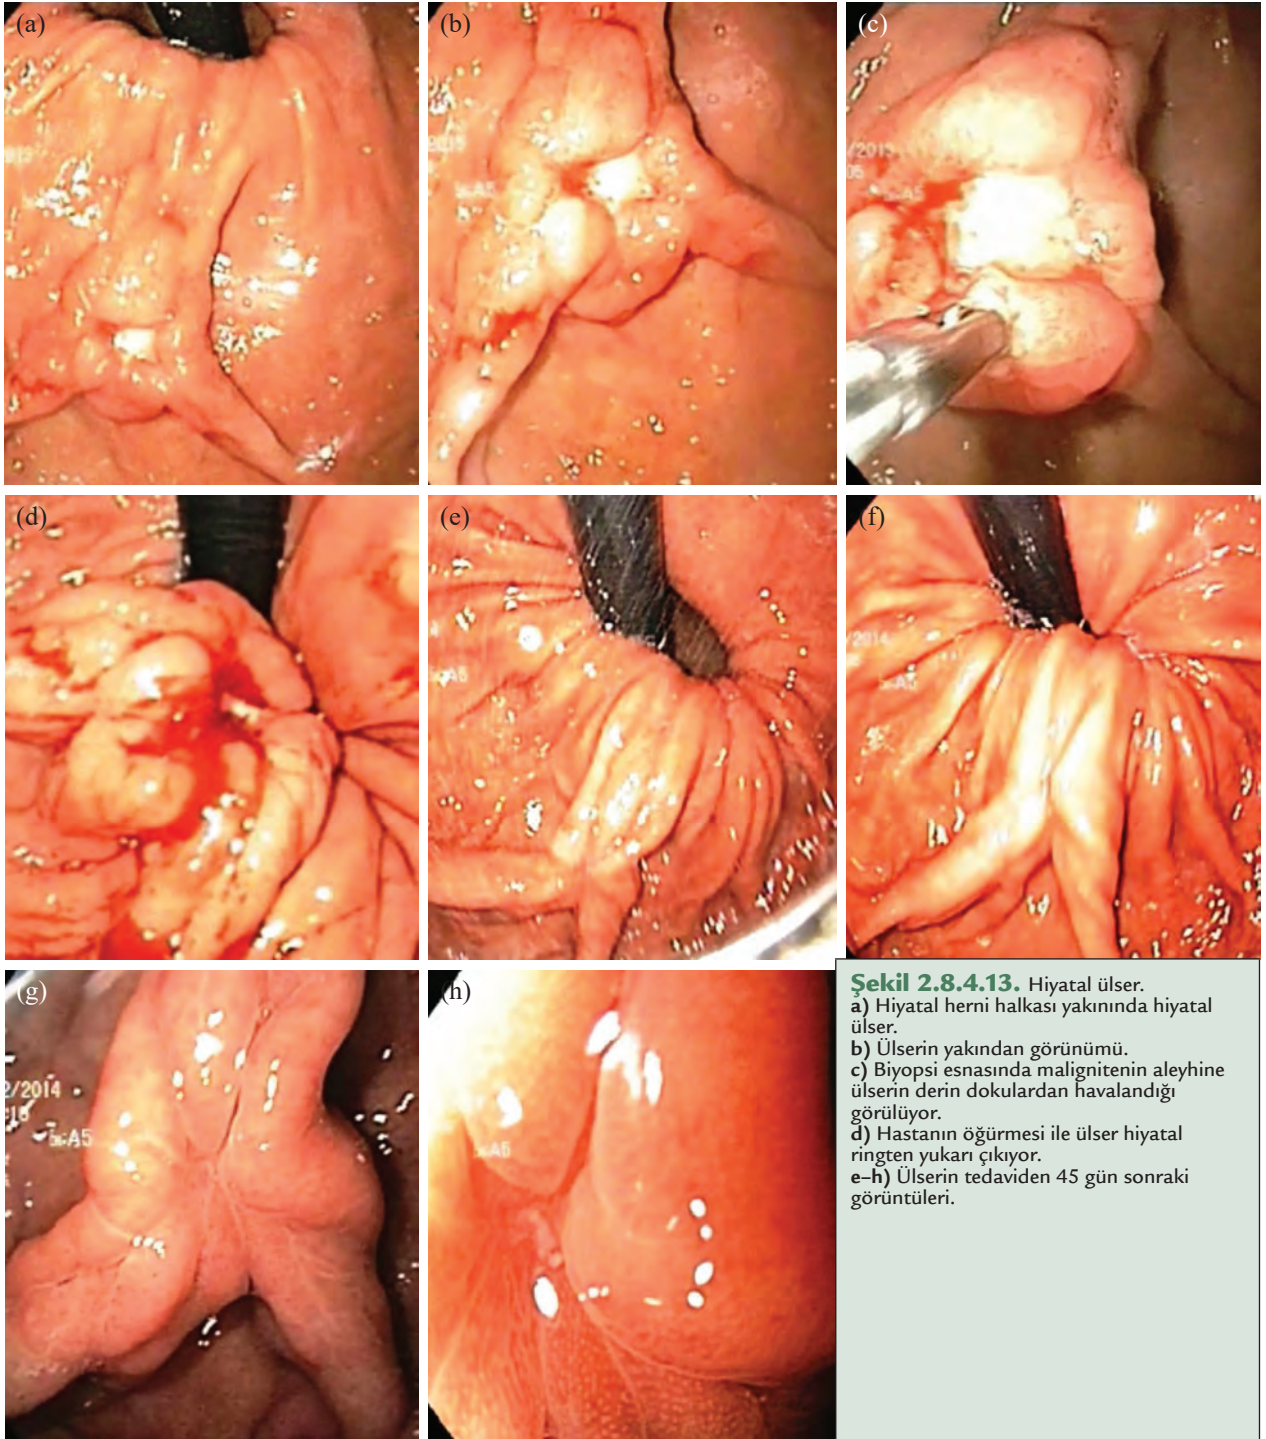 (a)
(b)
(c)
(d)
(e)
(f)
(g)
(h)
2/2014
Şekil 2.8.4.13. Hiyatal ülser.
a) Hiyatal herni halkası yakınında hiyatal
ülser.
b) Ülserin yakından görünümü.
c) Biyopsi esnasında malignitenin aleyhine
ülserin derin dokulardan havalandığı
görülüyor.
d) Hastanın öğürmesi ile ülser hiyatal
ringten yukarı çıkıyor.
e–h) Ülserin tedaviden 45 gün sonraki
görüntüleri.